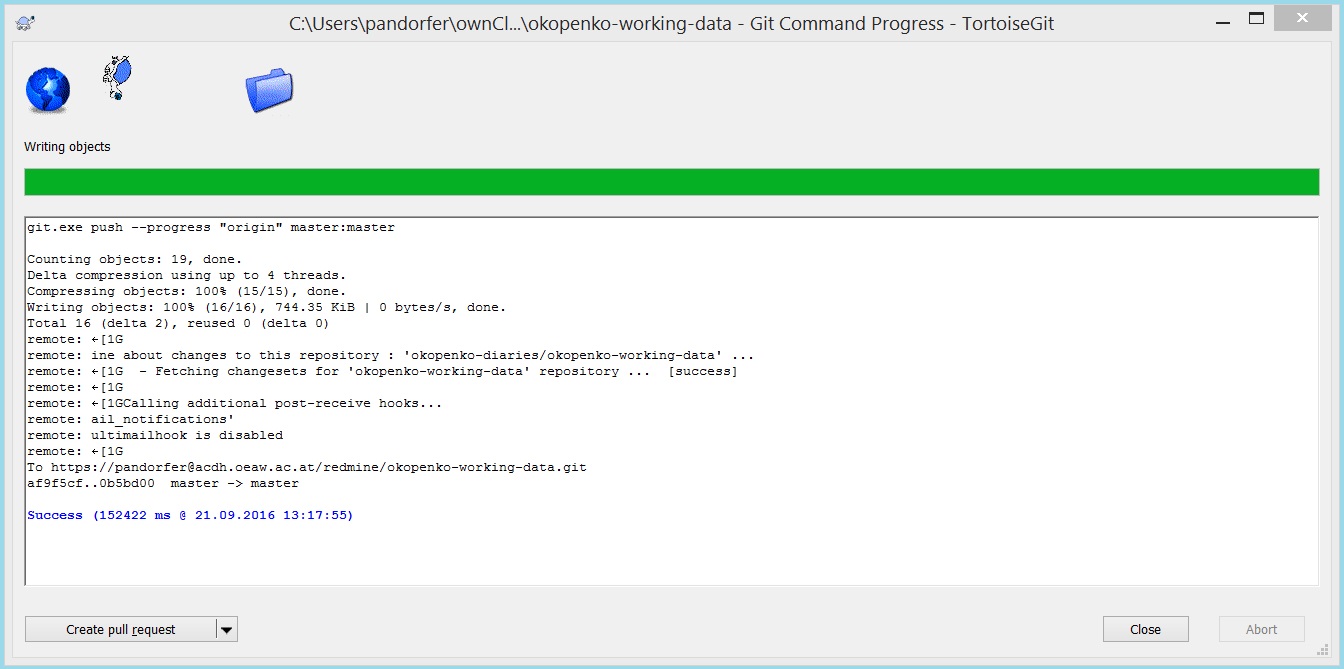 C:\Users\pandorfer\ownCl...\okopenko-working-data - Git Command Progress - TortoiseGit
Writing objects
git.exe push --progress "origin" master:master
Counting objects: 19, done.
Delta compression using up to 4 threads.
Compressing objects: 100% (15/15), done.
Writing objects: 100% (16/16), 744.35 KiB | 0 bytes/s, done.
Total 16 (delta 2), reused 0 (delta 0)
remote: ←[1G
remote: ine about changes to this repository : 'okopenko-diaries/okopenko-working-data' ...
remote: ←[1G  - Fetching changesets for 'okopenko-working-data' repository ...  [success]
remote: ←[1G
remote: ←[1GCalling additional post-receive hooks...
remote: ail_notifications'
remote: ultimailhook is disabled
remote: ←[1G
To https://pandorfer@acdh.oeaw.ac.at/redmine/okopenko-working-data.git
af9f5cf..0b5bd00  master -> master
Success (152422 ms @ 21.09.2016 13:17:55)
Create pull request
Close
Abort